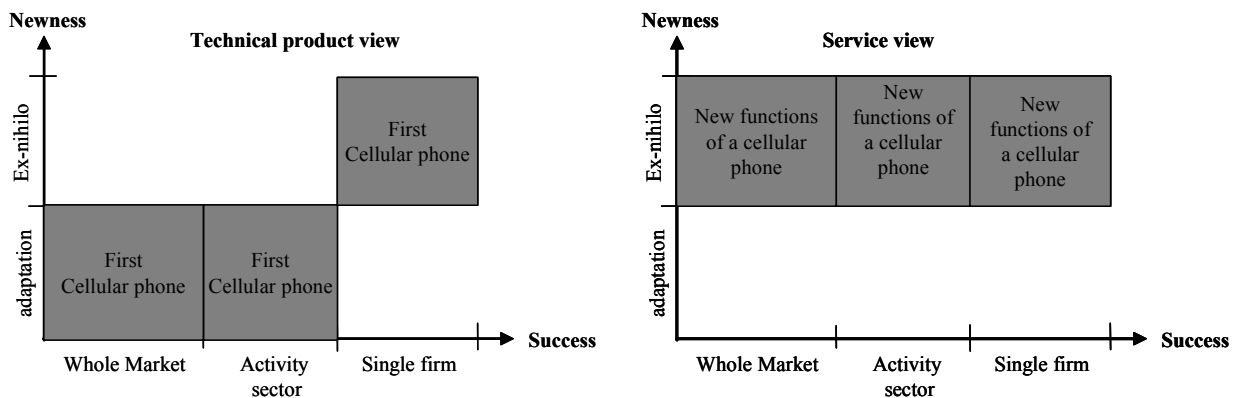 Newness
Technical product view
Ex-nihilo
adaptation
First
Cellular phone
First
Cellular phone
First
Cellular phone
Success
Whole Market
Activity
sector
Single firm
Newness
Service view
Ex-nihilo
adaptation
New functions
of a cellular
phone
New
functions of
a cellular
phone
New
functions of
a cellular
phone
Success
Whole Market
Activity
sector
Single firm